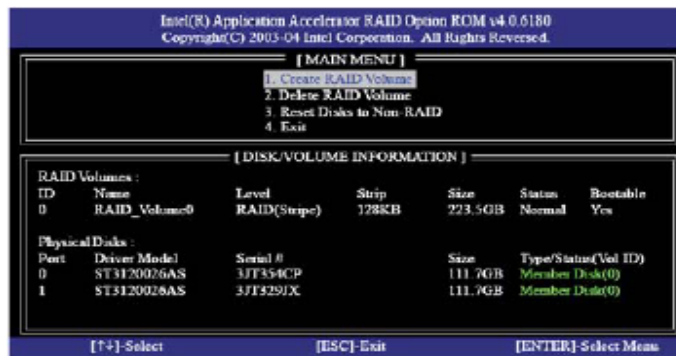 Intel(R) Application Accelerator RAID Option ROM v4.0.6180
Copyright(C) 2003-04 Intel Corporation. All Rights Reversed.
[ MAIN MENU ]
1. Create RAID Volume
2. Delete RAID Volume
3. Reset Disks to Non-RAID
4. Exit
[ DISK/VOLUME INFORMATION ]
RAID Volumes :
ID Name Level Strip Size Status Bootable
0 RAID_Volume0 RAID(Stripe) 128KB 223.5GB Normal Yes
Physical Disks :
Port Driver Model Serial # Size Type/Status(Vol ID)
0 ST3120026AS 3JT354CP 111.7GB Member Disk(0)
1 ST3120026AS 3JT329JX 111.7GB Member Disk(0)
[↑↓]-Select [ESC]-Exit [ENTER]-Select Menu